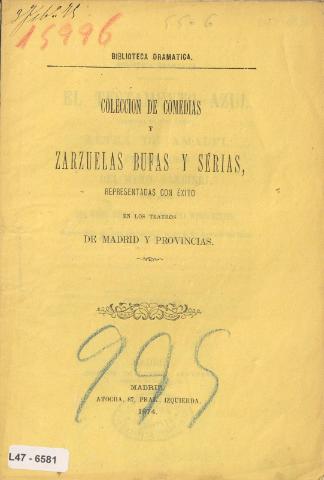 15996
BIBLIOTECA DRAMATICA.
COLECCION DE COMEDIAS
Y
ZARZUELAS BUFAS Y SÉRIAS,
REPRESENTADAS CON ÉXITO
EN LOS TEATROS
DE MADRID Y PROVINCIAS.
995
MADRID
ATOCHA, 87, PRAL. IZQUIERDA.
1874.
L47 - 6581